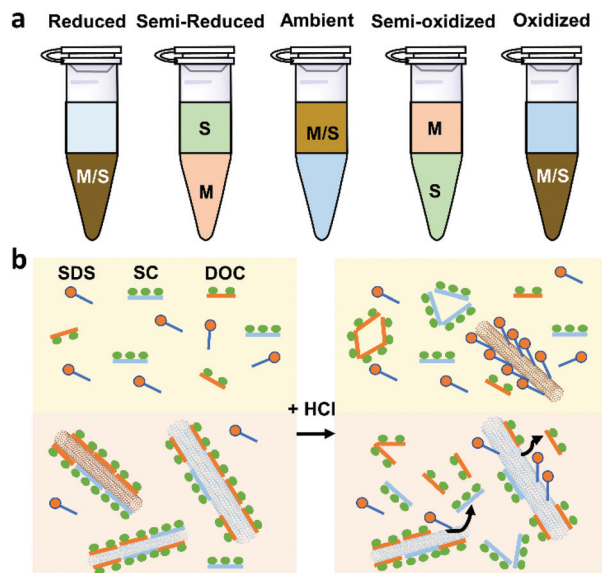 a
Reduced Semi-Reduced Ambient Semi-oxidized Oxidized
S M/S M
M/S M S M/S
b
SDS SC DOC
+ HCl